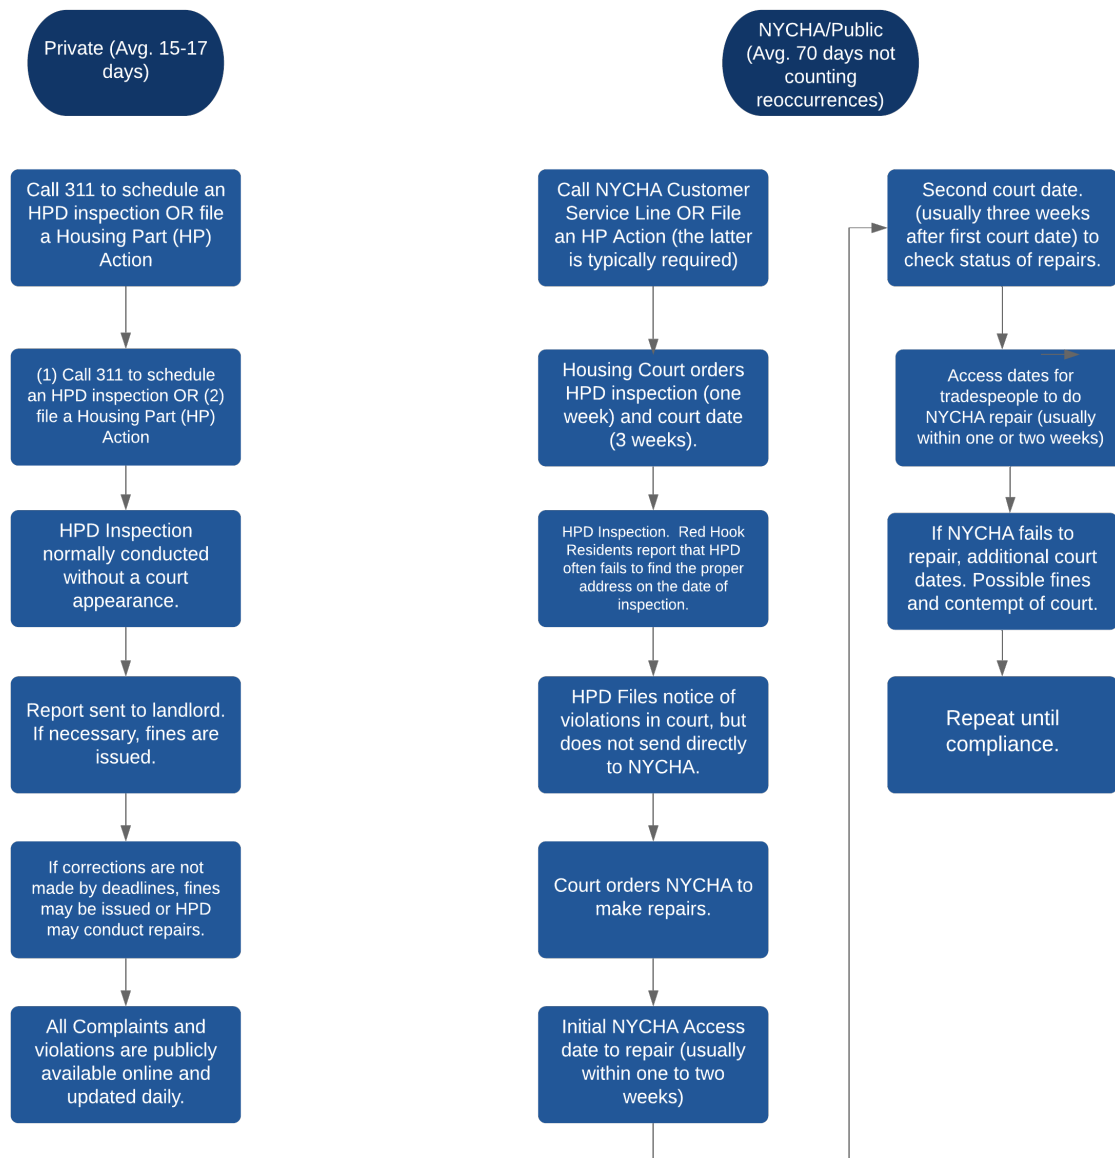 Private (Avg. 15-17
days)
NYCHA/Public
(Avg. 70 days not
counting
reoccurrences)
Call 311 to schedule an
HPD inspection OR file
a Housing Part (HP)
Action
(1) Call 311 to schedule
an HPD inspection OR (2)
file a Housing Part (HP)
Action
HPD Inspection
normally conducted
without a court
appearance.
Report sent to landlord.
If necessary, fines are
issued.
If corrections are not
made by deadlines, fines
may be issued or HPD
may conduct repairs.
All Complaints and
violations are publicly
available online and
updated daily.
Call NYCHA Customer
Service Line OR File
an HP Action (the latter
is typically required)
Housing Court orders
HPD inspection (one
week) and court date
(3 weeks).
HPD Inspection. Red Hook
Residents report that HPD
often fails to find the proper
address on the date of
inspection.
HPD Files notice of
violations in court, but
does not send directly
to NYCHA.
Court orders NYCHA to
make repairs.
Initial NYCHA Access
date to repair (usually
within one to two
weeks)
Second court date.
(usually three weeks
after first court date) to
check status of repairs.
Access dates for
tradespeople to do
NYCHA repair (usually
within one or two weeks)
If NYCHA fails to
repair, additional court
dates. Possible fines
and contempt of court.
Repeat until
compliance.